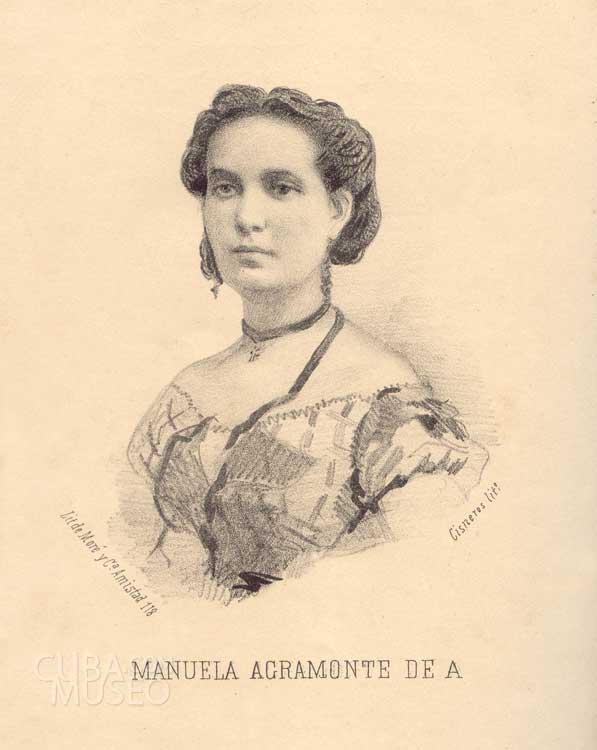 Lit de Moré y Cª Amistad 118
Cisneros litº
MANUELA AGRAMONTE DE A
CUBA
MUSEO